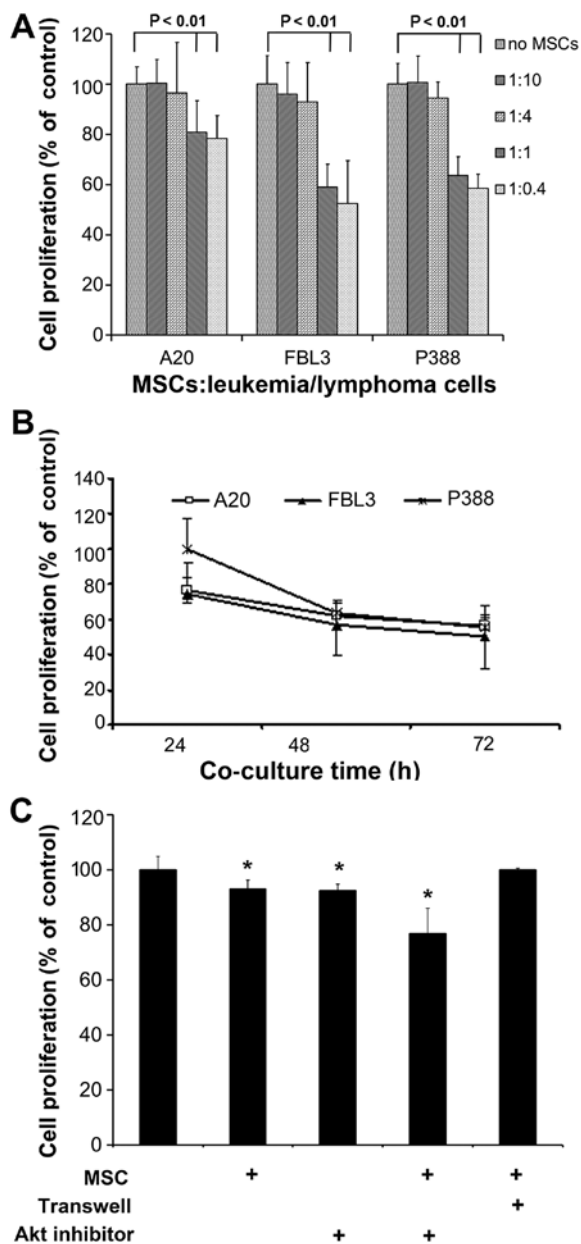 A
P < 0.01 P < 0.01 P < 0.01
Cell proliferation (% of control)
120
100
80
60
40
20
0
no MSCs
1:10
1:4
1:1
1:0.4
A20 FBL3 P388
MSCs:leukemia/lymphoma cells
B
Cell proliferation (% of control)
140
120
100
80
60
40
20
0
A20 FBL3 P388
24 48 72
Co-culture time (h)
C
Cell proliferation (% of control)
120
100
80
60
40
20
0
* * *
MSC + + +
Transwell +
Akt inhibitor + +